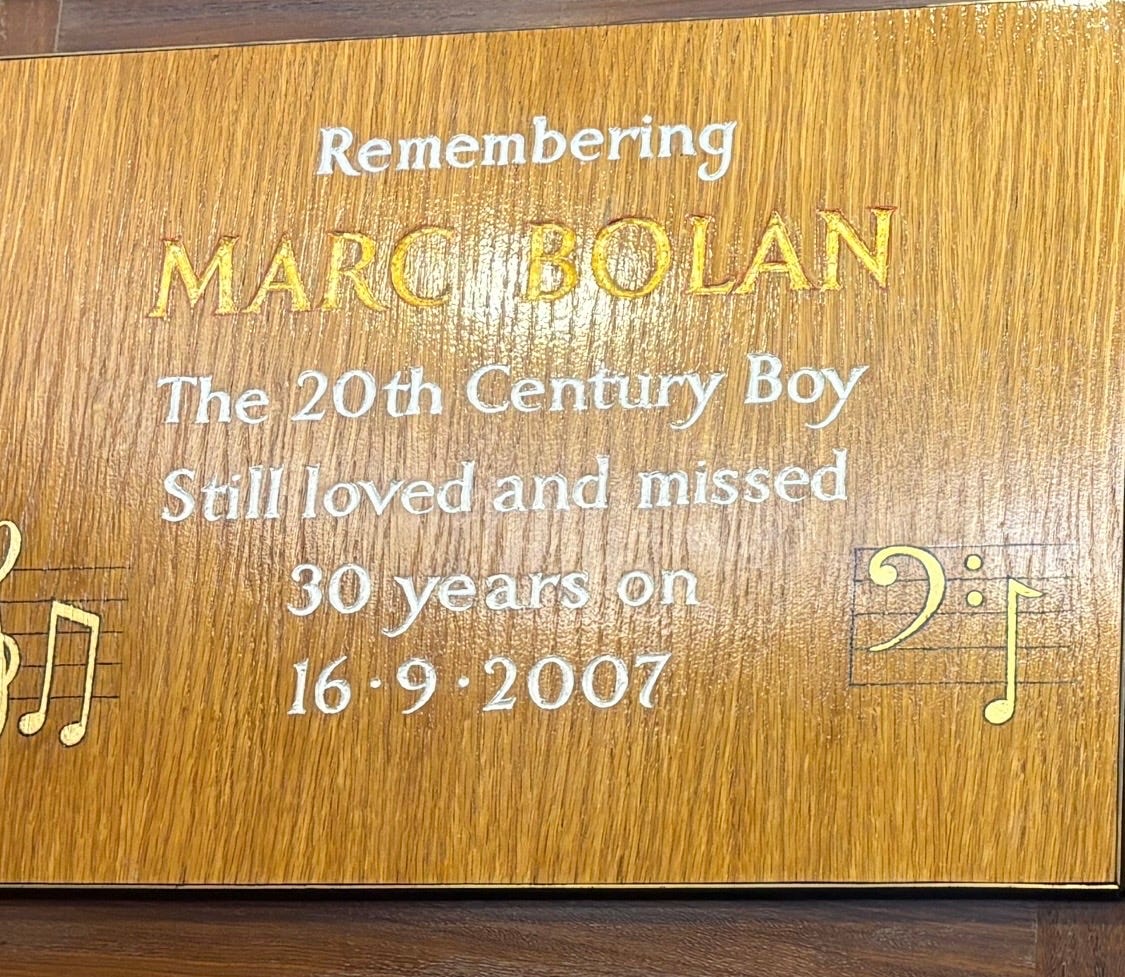 Remembering
MARC BOLAN
The 20th Century Boy
Still loved and missed
30 years on
16·9·2007